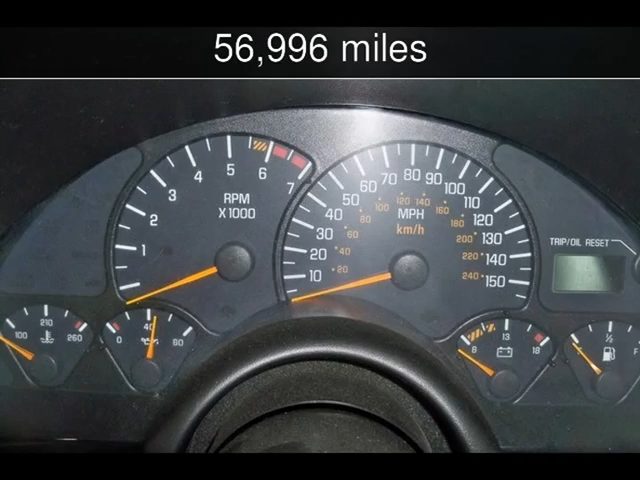 56,996 miles
1 2 3 4 5 6 7
RPM
X1000
10 20 30 40 50 60 70 80 90 100 110 120 130 140 150
20 40 60 80 100 120 140 160 180 200 220 240
MPH
km/h
TRIP/OIL RESET
100 210 260
0 40 60
8 13 18
½ F